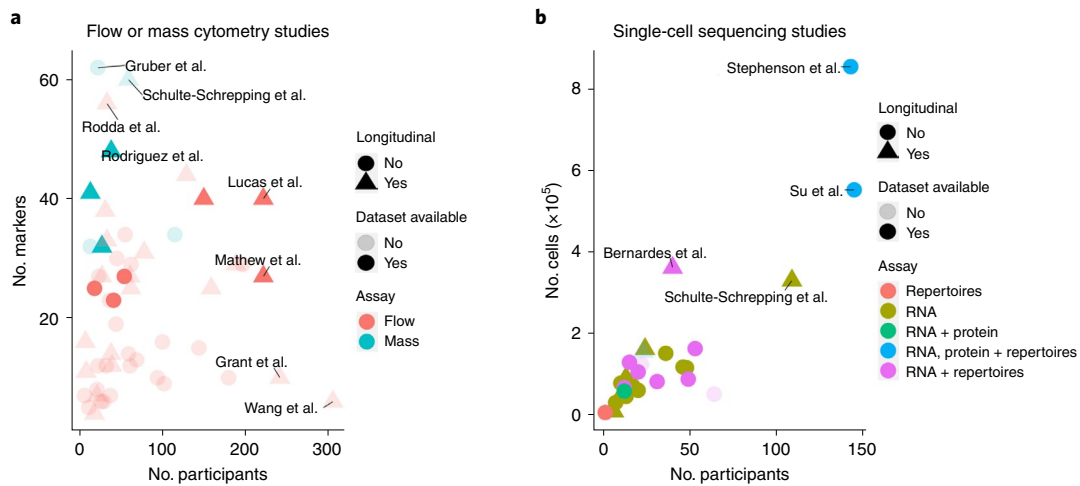 a
Flow or mass cytometry studies
No. markers
60
40
20
0
100
200
300
No. participants
Gruber et al.
Schulte-Schrepping et al.
Rodda et al.
Rodriguez et al.
Lucas et al.
Mathew et al.
Grant et al.
Wang et al.
Longitudinal
No
Yes
Dataset available
No
Yes
Assay
Flow
Mass
b
Single-cell sequencing studies
No. cells (×10⁵)
8
6
4
2
0
0
50
100
150
No. participants
Stephenson et al.
Su et al.
Bernardes et al.
Schulte-Schrepping et al.
Longitudinal
No
Yes
Dataset available
No
Yes
Assay
Repertoires
RNA
RNA + protein
RNA, protein + repertoires
RNA + repertoires